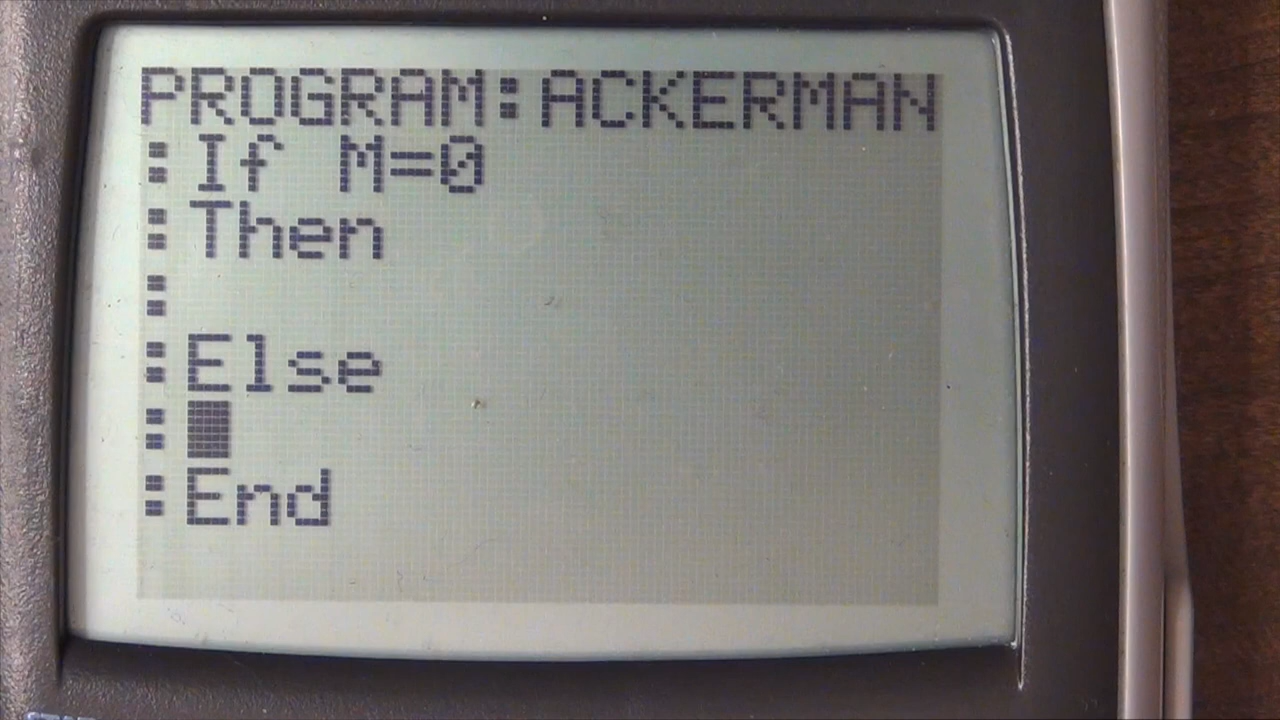 PROGRAM:ACKERMAN
:If M=0
:Then
:
:Else
:
:End